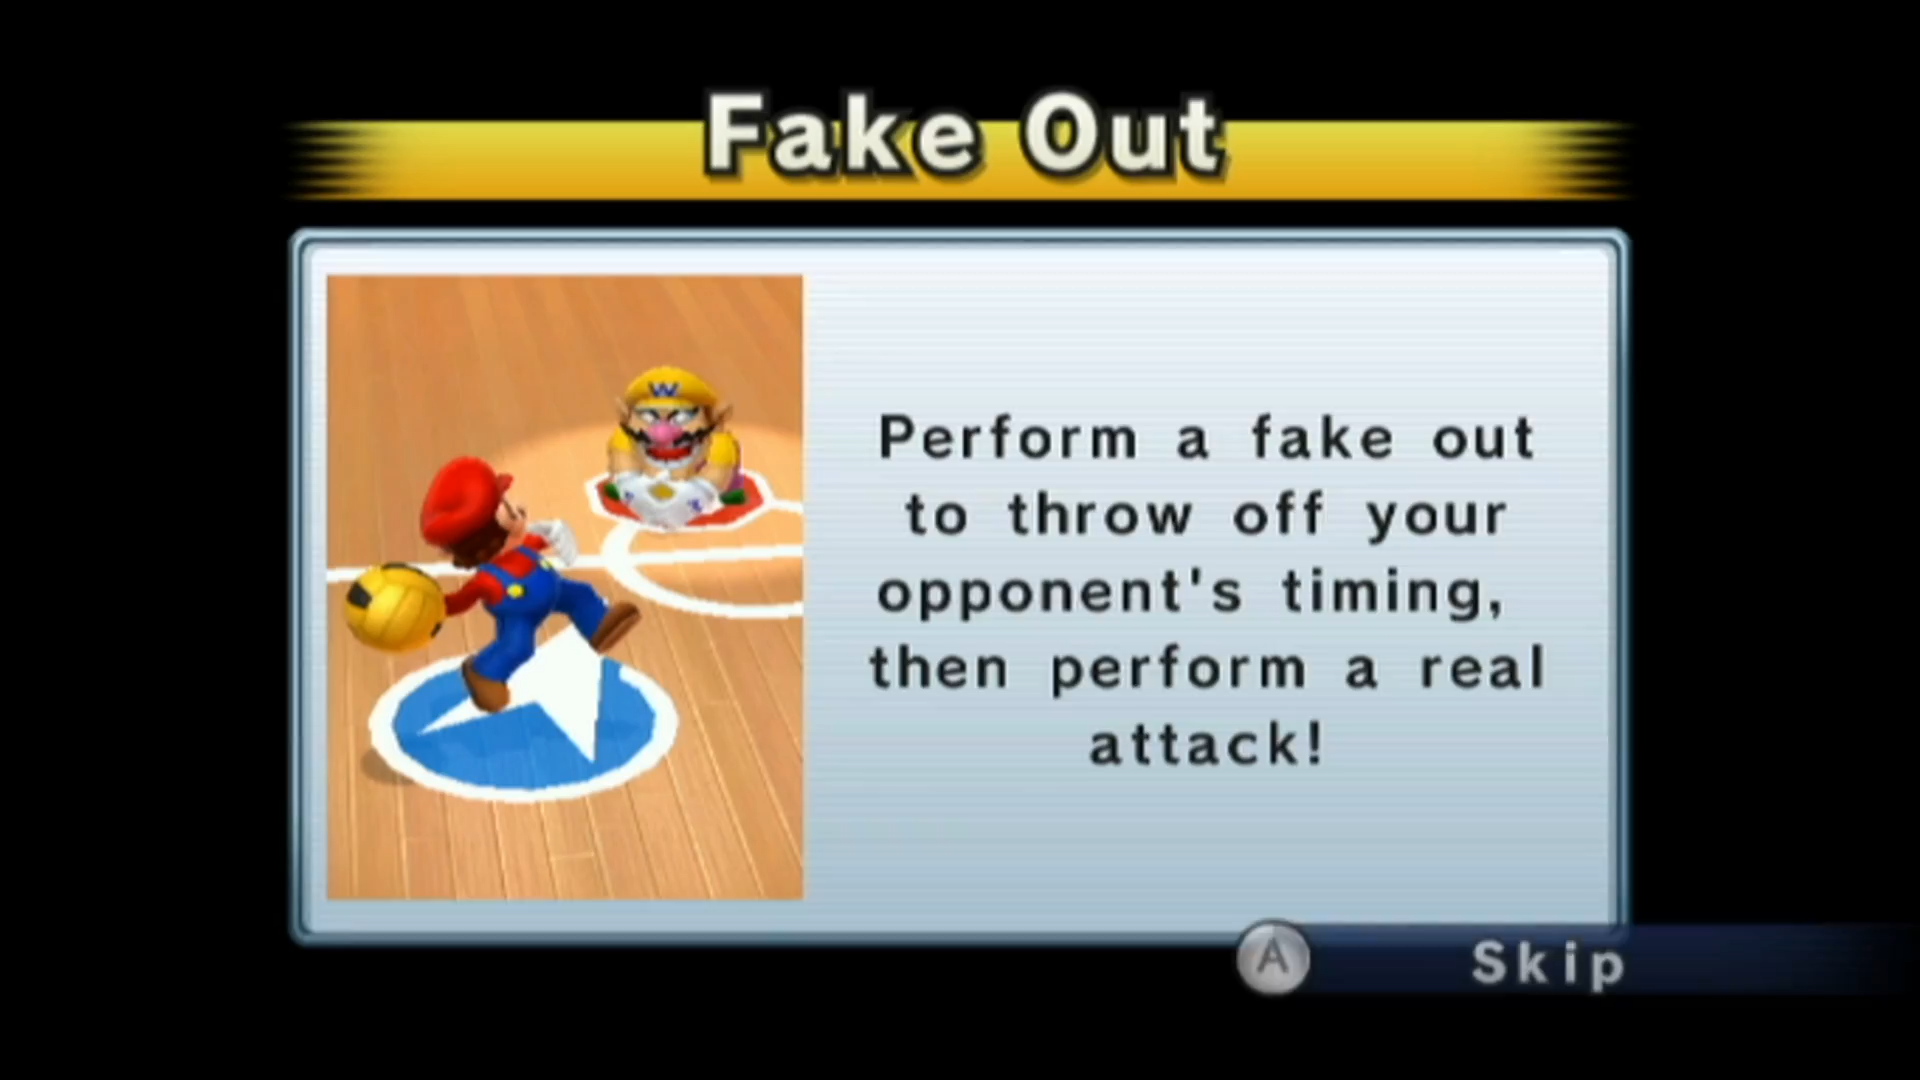 Fake Out
W
Perform a fake out
to throw off your
opponent's timing,
then perform a real
attack!
A Skip